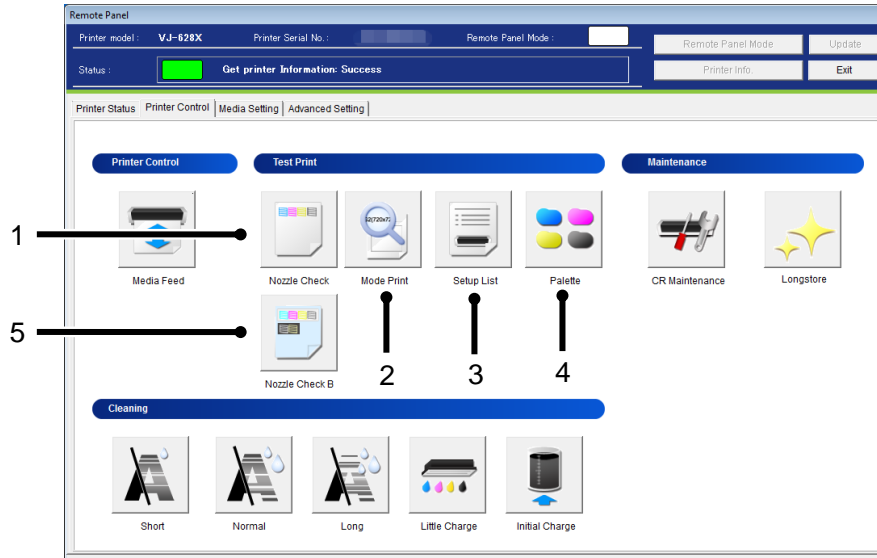 Remote Panel
Printer model : VJ-628X Printer Serial No. : Remote Panel Mode :
Remote Panel Mode Update
Status : Get printer Information: Success
Printer Info. Exit
Printer Status Printer Control Media Setting Advanced Setting
Printer Control Test Print Maintenance
1
Media Feed Nozzle Check Mode Print Setup List Palette CR Maintenance Longstore
5
2 3 4
Nozzle Check B
Cleaning
Short Normal Long Little Charge Initial Charge